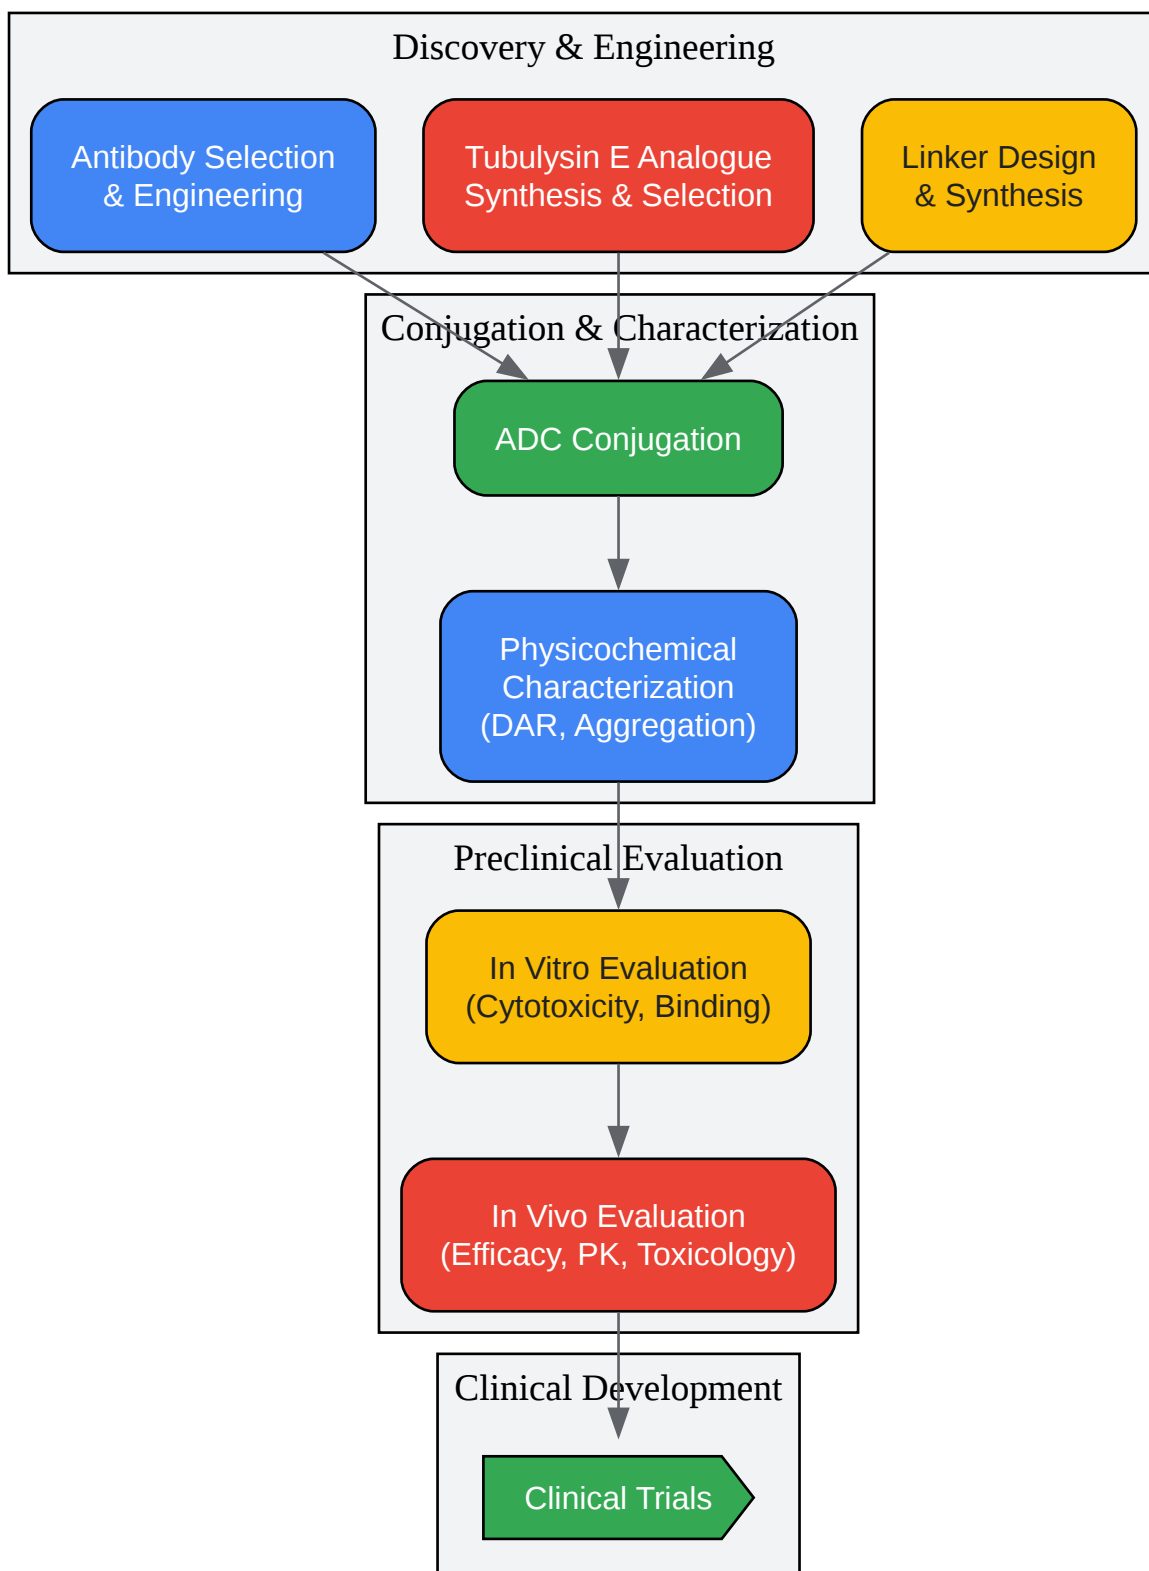 Discovery & Engineering
Antibody Selection
& Engineering
Tubulysin E Analogue
Synthesis & Selection
Linker Design
& Synthesis
Conjugation & Characterization
ADC Conjugation
Physicochemical
Characterization
(DAR, Aggregation)
Preclinical Evaluation
In Vitro Evaluation
(Cytotoxicity, Binding)
In Vivo Evaluation
(Efficacy, PK, Toxicology)
Clinical Development
Clinical Trials